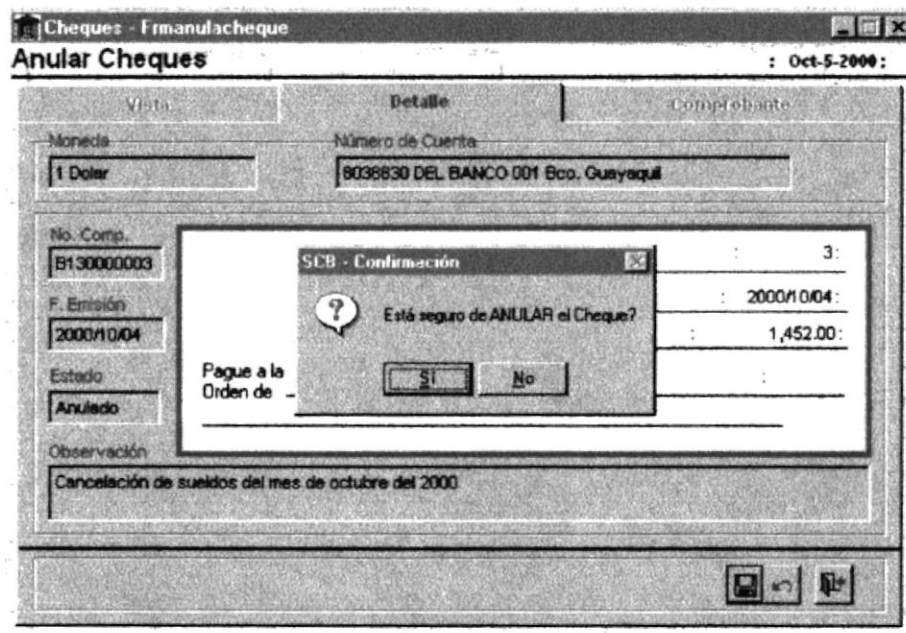 Cheques - Frmanulacheque
Anular Cheques
: Oct-5-2000 :
Vista
Detalle
Comprobante
Moneda
Número de Cuenta
1 Dolar
8038830 DEL BANCO 001 Bco. Guayaquil
No. Comp.
B130000003
: 3:
SCB - Confirmación
Está seguro de ANULAR el Cheque?
Sí
No
F. Emisión
2000/10/04
: 2000/10/04 :
: 1,452.00 :
Estado
Anulado
Pague a la
Orden de
:
Observación
Cancelación de sueldos del mes de octubre del 2000